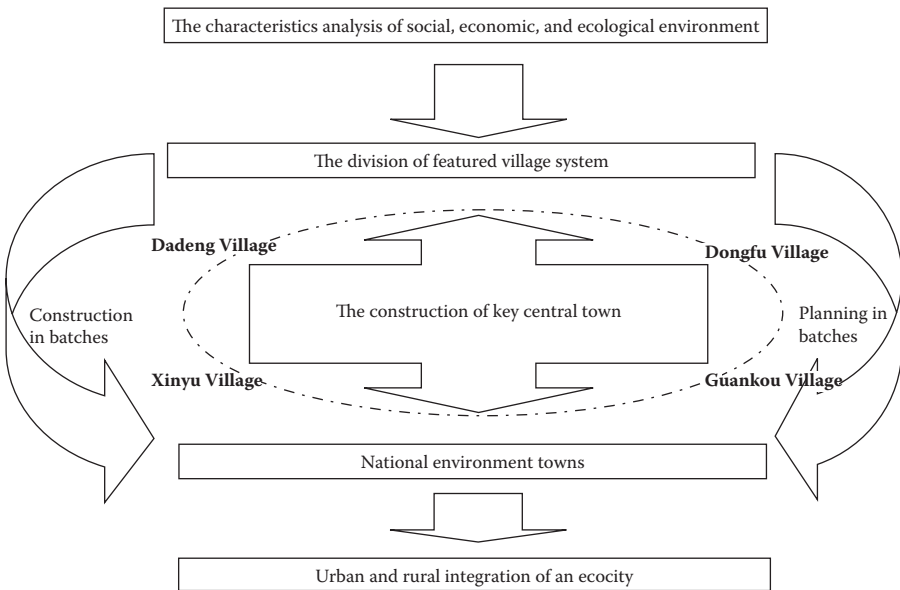 The characteristics analysis of social, economic, and ecological environment
The division of featured village system
Dadeng Village
Dongfu Village
Construction
in batches
The construction of key central town
Planning in
batches
Xinyu Village
Guankou Village
National environment towns
Urban and rural integration of an ecocity